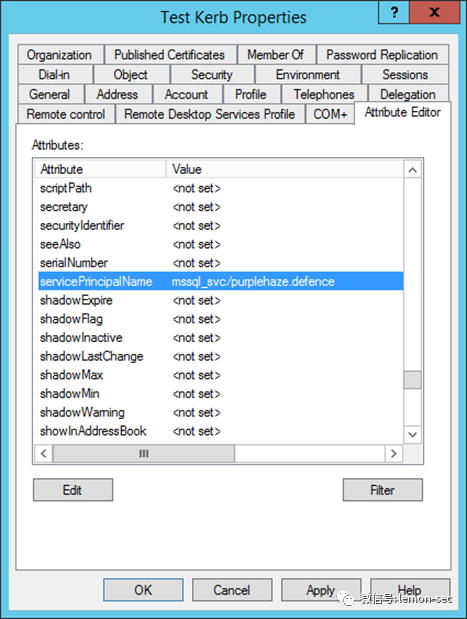 Test Kerb Properties
?
x
Organization Published Certificates Member Of Password Replication
Dial-in Object Security Environment Sessions
General Address Account Profile Telephones Delegation
Remote control Remote Desktop Services Profile COM+ Attribute Editor
Attributes:
Attribute Value
scriptPath <not set>
secretary <not set>
securityIdentifier <not set>
seeAlso <not set>
serialNumber <not set>
servicePrincipalName mssql_svc/purplehaze.defence
shadowExpire <not set>
shadowFlag <not set>
shadowInactive <not set>
shadowLastChange <not set>
shadowMax <not set>
shadowMin <not set>
shadowWarning <not set>
showInAddressBook <not set>
Edit Filter
OK Cancel Apply Help
微信号: lemon-sec